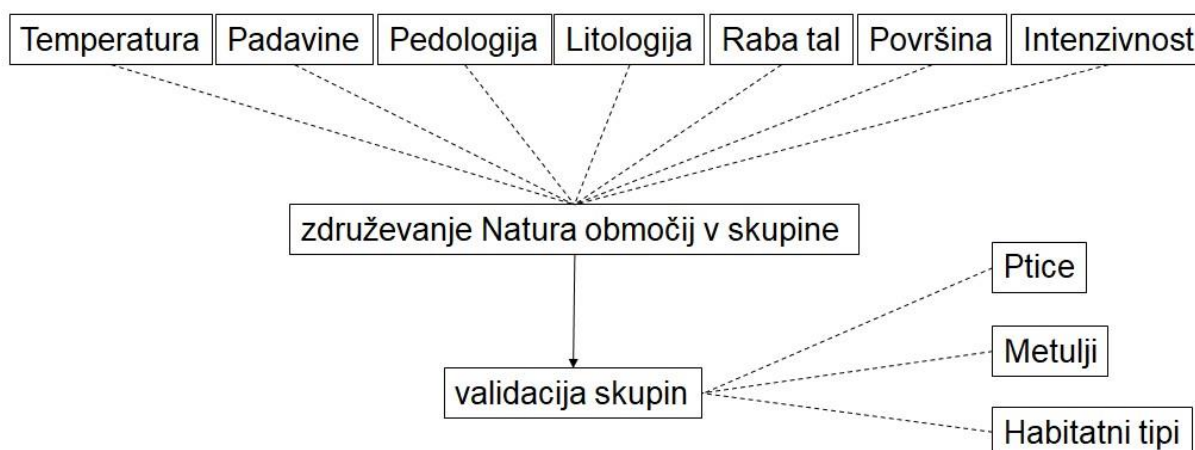 Temperatura
Padavine
Pedologija
Litologija
Raba tal
Površina
Intenzivnost
združevanje Natura območij v skupine
Ptice
Metulji
validacija skupin
Habitatni tipi